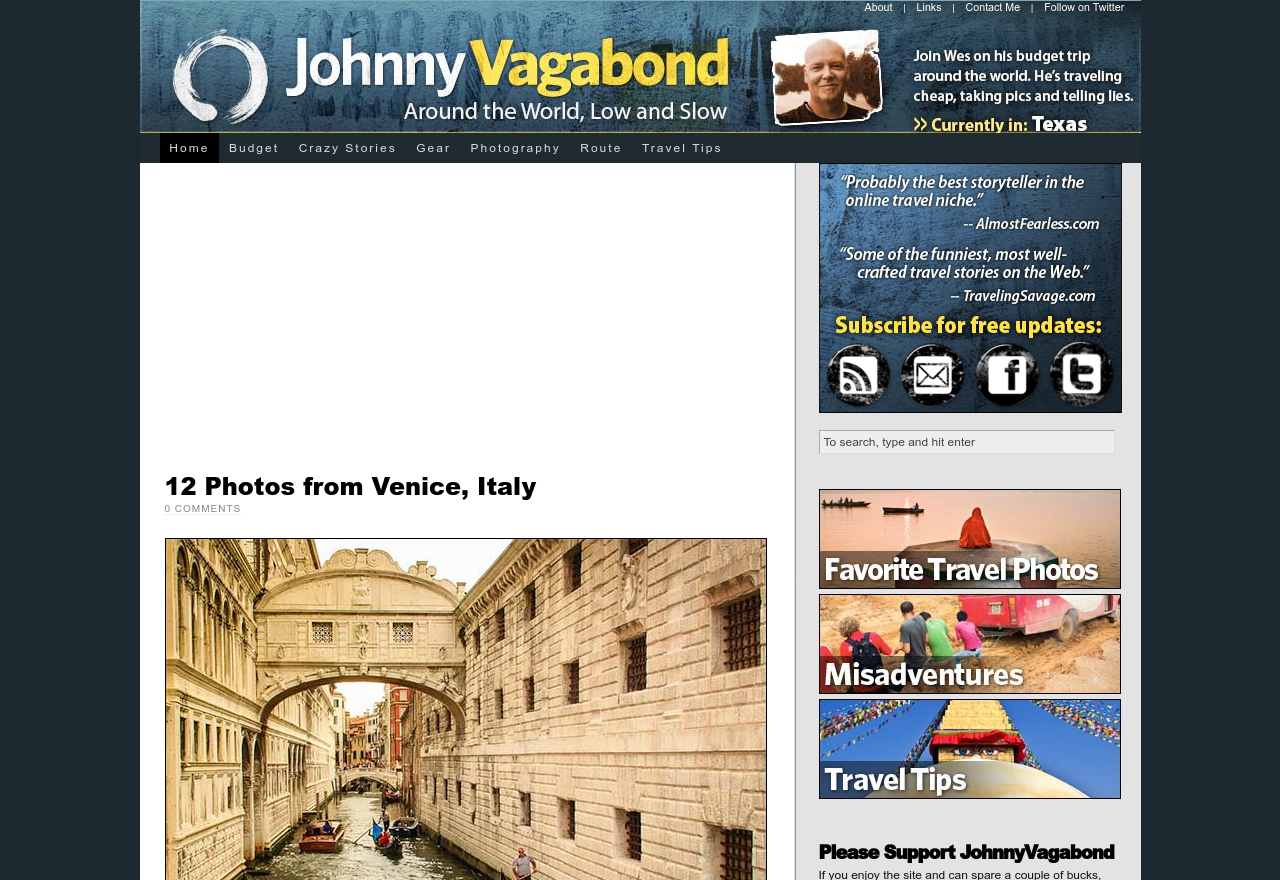 About | Links | Contact Me | Follow on Twitter
JohnnyVagabond
Around the World, Low and Slow
Join Wes on his budget trip
around the world. He's traveling
cheap, taking pics and telling lies.
>> Currently in: Texas
Home Budget Crazy Stories Gear Photography Route Travel Tips
“Probably the best storyteller in the
online travel niche.”
-- AlmostFearless.com
“Some of the funniest, most well-
crafted travel stories on the Web.”
-- TravelingSavage.com
Subscribe for free updates:
To search, type and hit enter
12 Photos from Venice, Italy
0 COMMENTS
Favorite Travel Photos
Misadventures
Travel Tips
Please Support JohnnyVagabond
If you enjoy the site and can spare a couple of bucks,